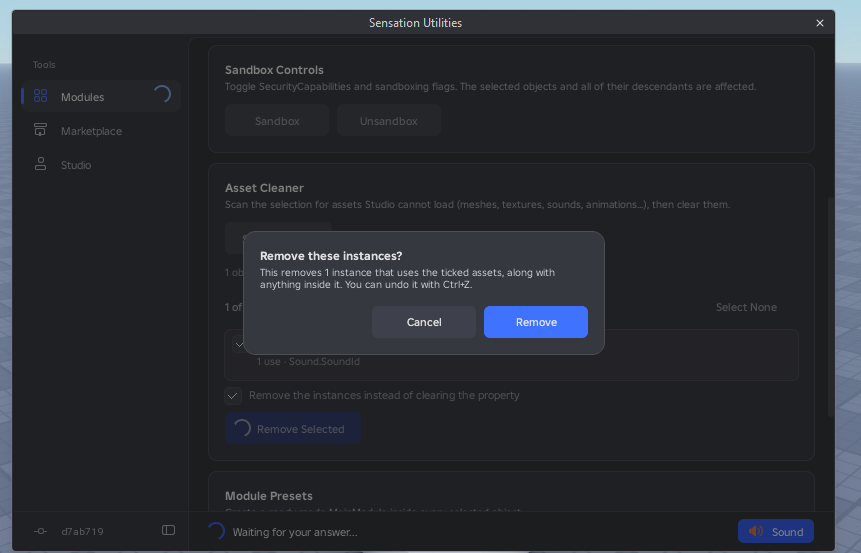 Sensation Utilities
Tools
Modules
Marketplace
Studio
Sandbox Controls
Toggle SecurityCapabilities and sandboxing flags. The selected objects and all of their descendants are affected.
Sandbox
Unsandbox
Asset Cleaner
Scan the selection for assets Studio cannot load (meshes, textures, sounds, animations...), then clear them.
Remove these instances?
This removes 1 instance that uses the ticked assets, along with
anything inside it. You can undo it with Ctrl+Z.
Cancel
Remove
1 of
Select None
1 use · Sound.SoundId
Remove the instances instead of clearing the property
Remove Selected
Module Presets
d7ab719
Waiting for your answer...
Sound